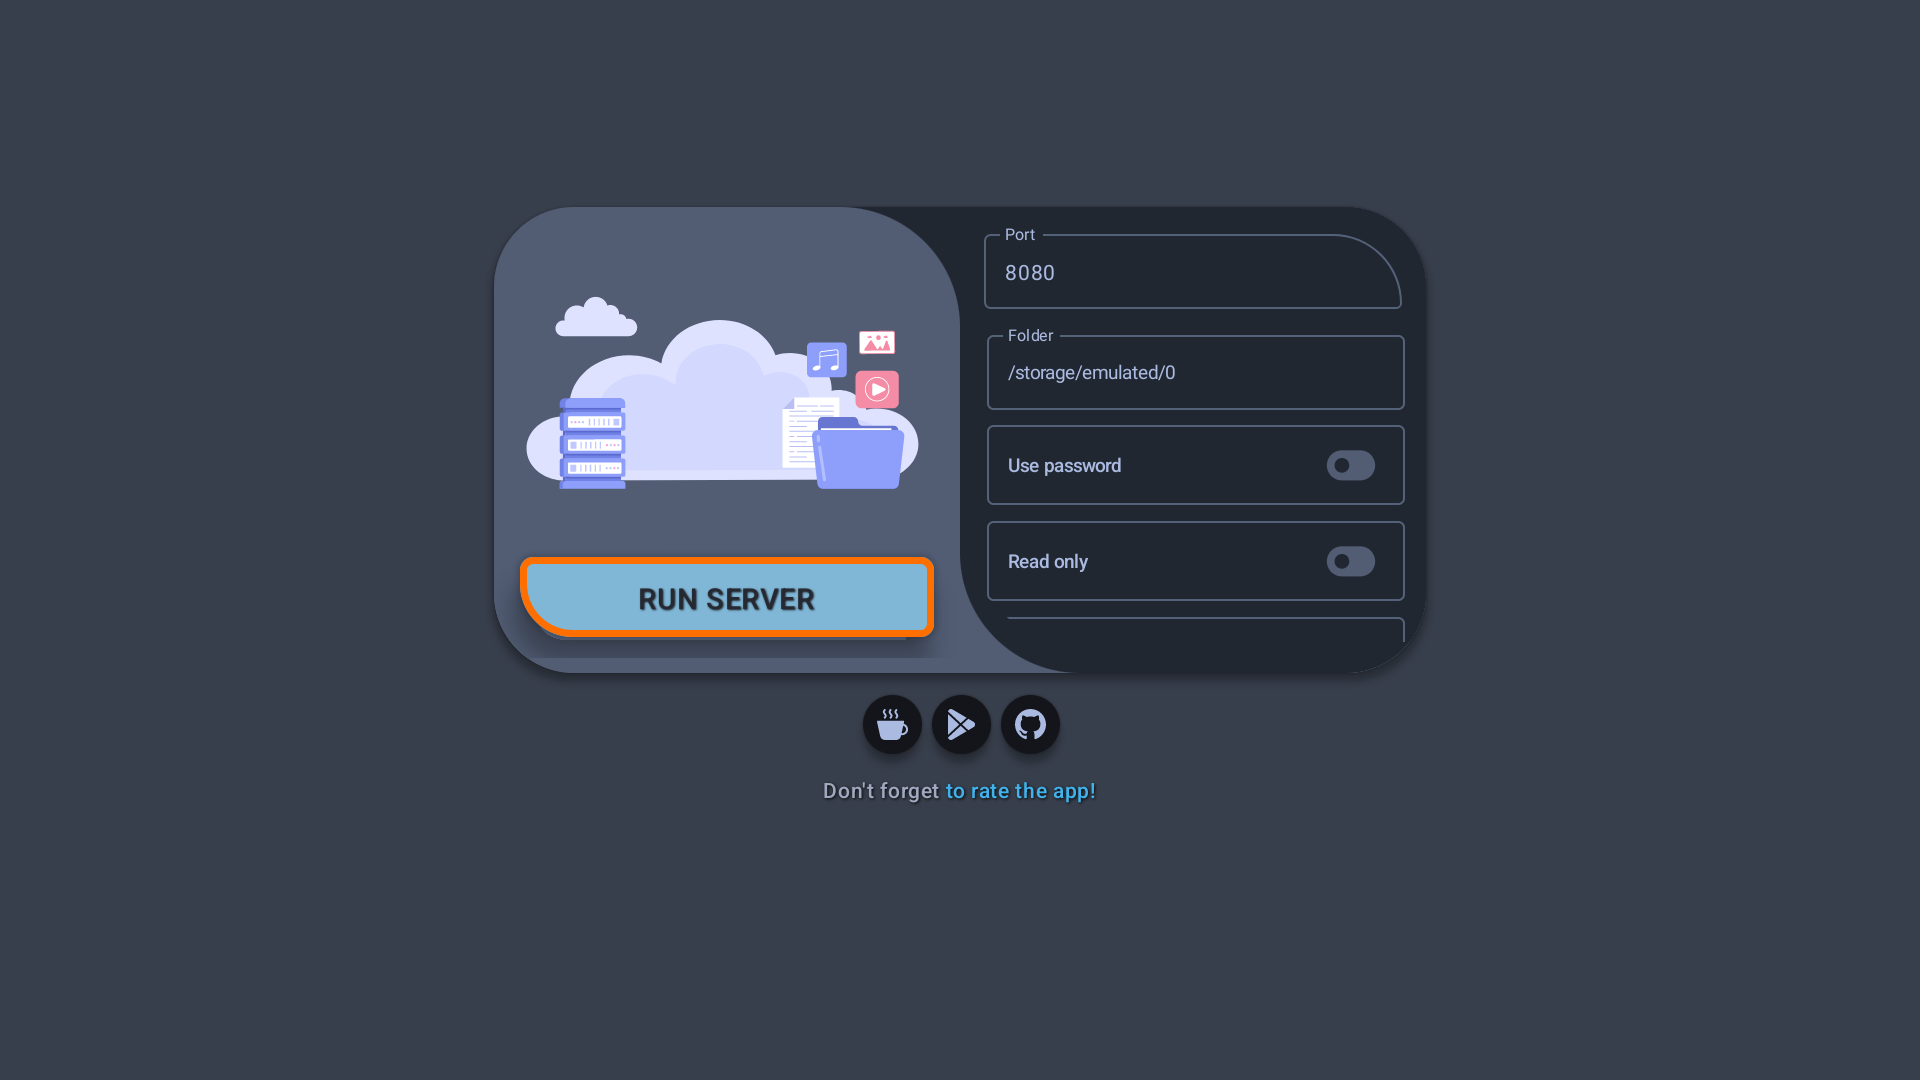 Port
8080
Folder
/storage/emulated/0
Use password
Read only
RUN SERVER
Don't forget to rate the app!